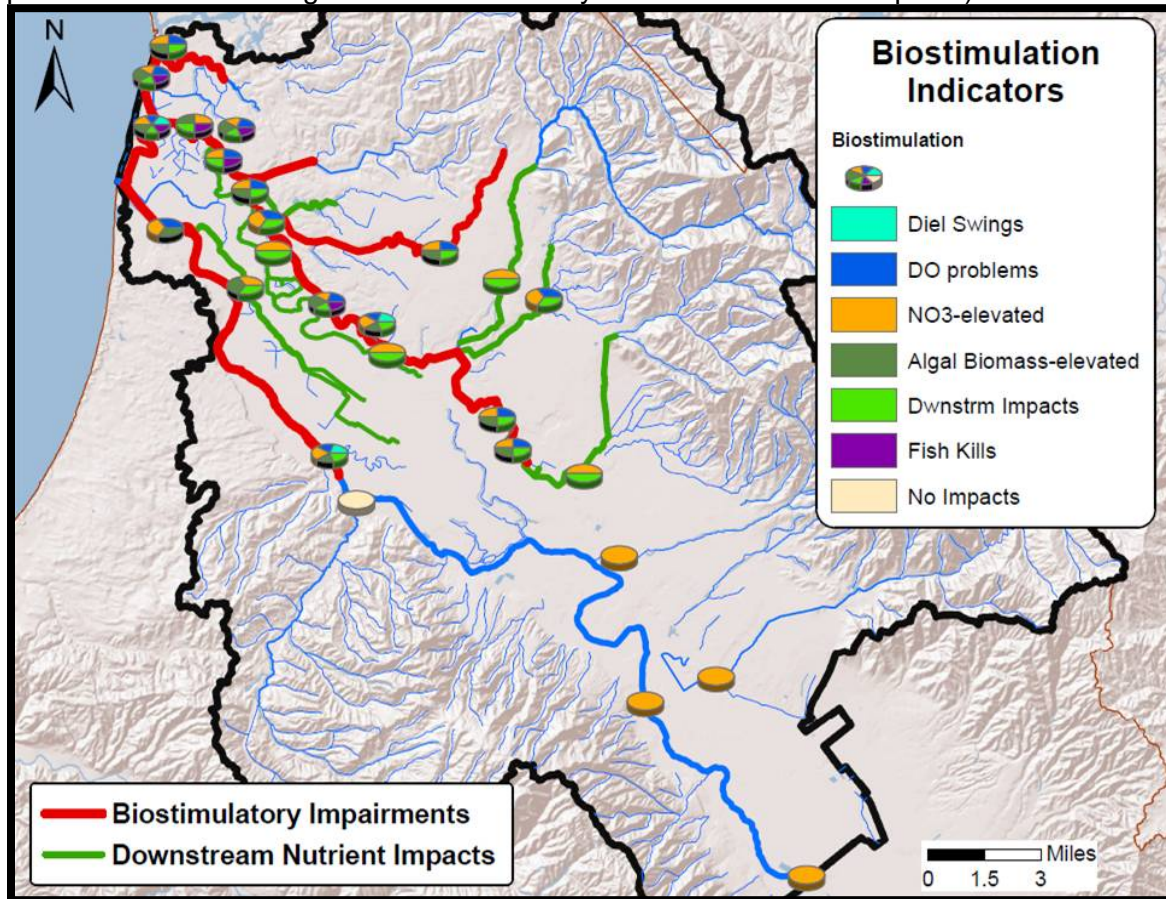 N
Biostimulation
Indicators
Biostimulation
Diel Swings
DO problems
NO3-elevated
Algal Biomass-elevated
Dwnstrm Impacts
Fish Kills
No Impacts
Biostimulatory Impairments
Downstream Nutrient Impacts
Miles
0 1.5 3